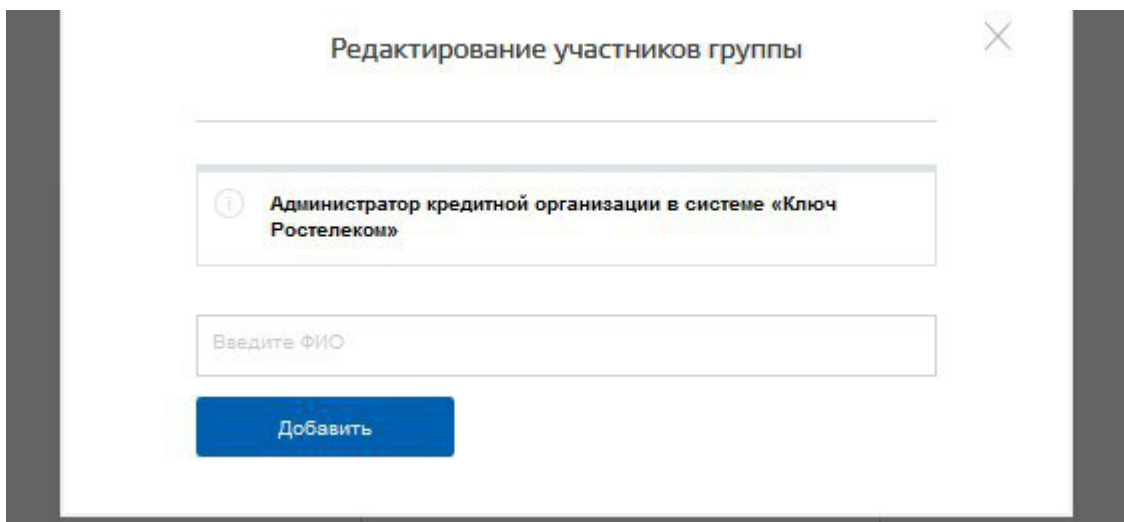 Редактирование участников группы
Администратор кредитной организации в системе «Ключ
Ростелеком»
Введите ФИО
Добавить